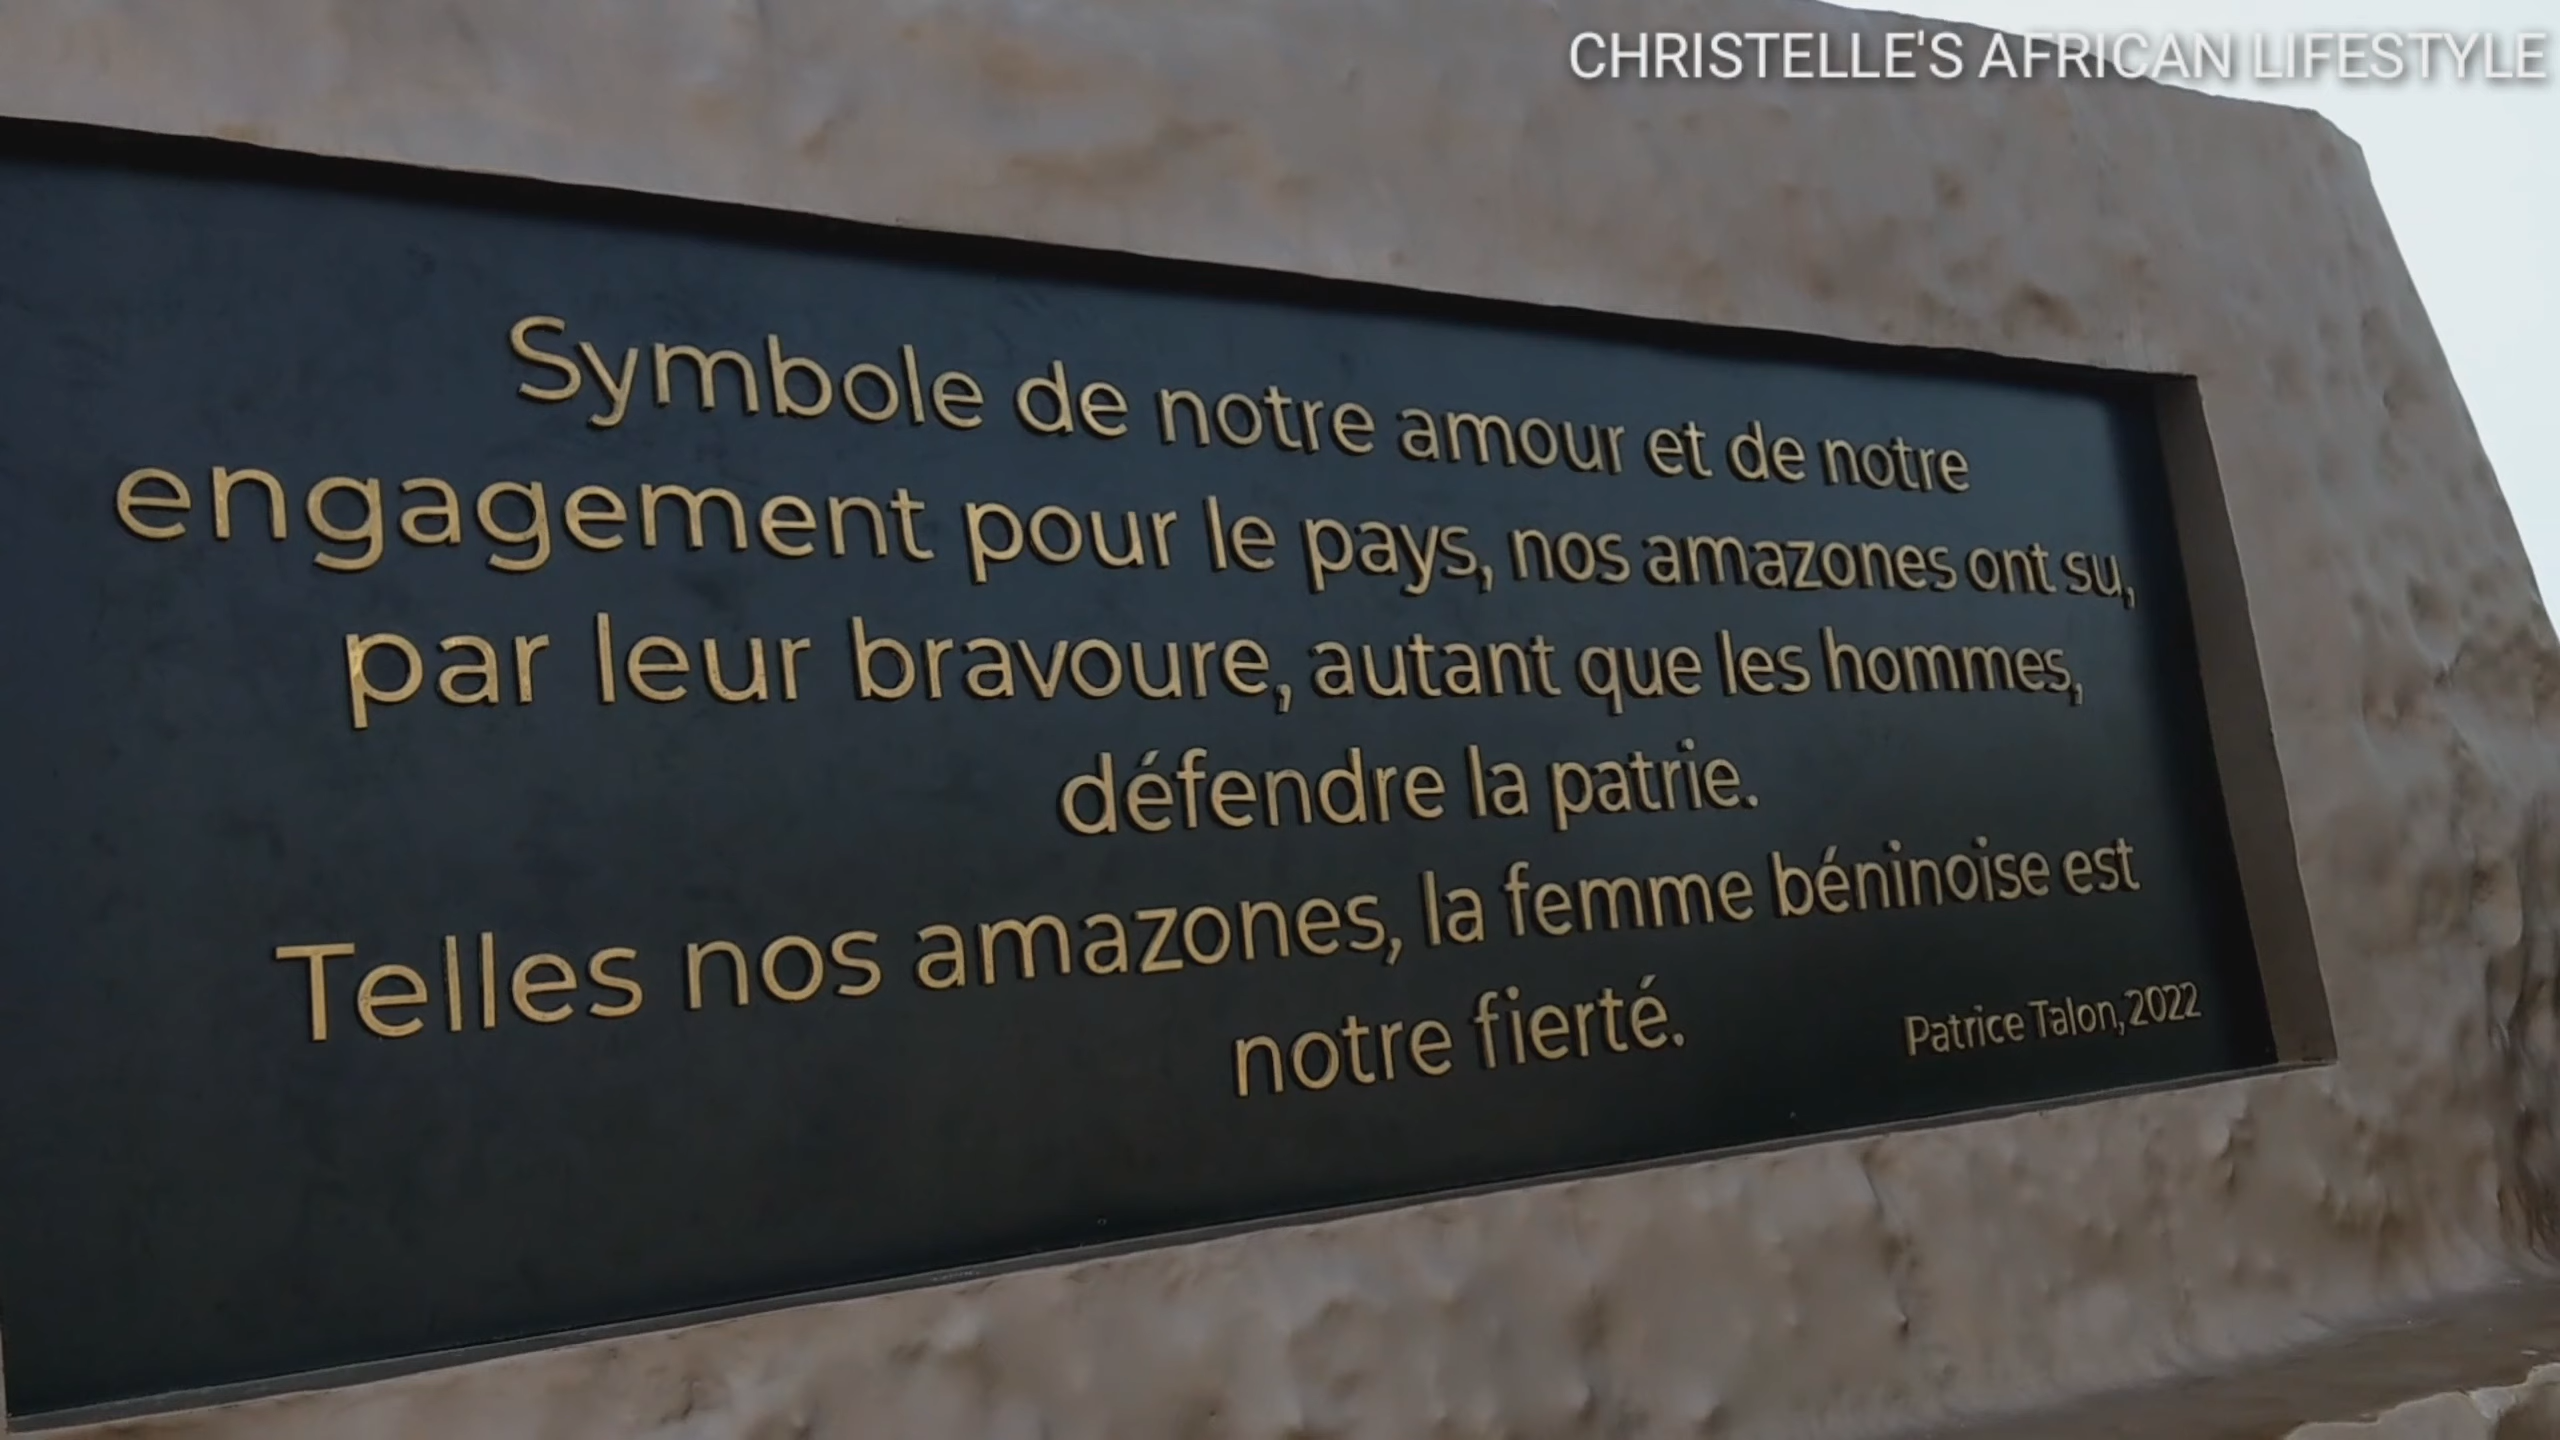 CHRISTELLE'S AFRICAN LIFESTYLE
Symbole de notre amour et de notre
engagement pour le pays, nos amazones ont su,
par leur bravoure, autant que les hommes,
défendre la patrie.
Telles nos amazones, la femme béninoise est
notre fierté.
Patrice Talon, 2022